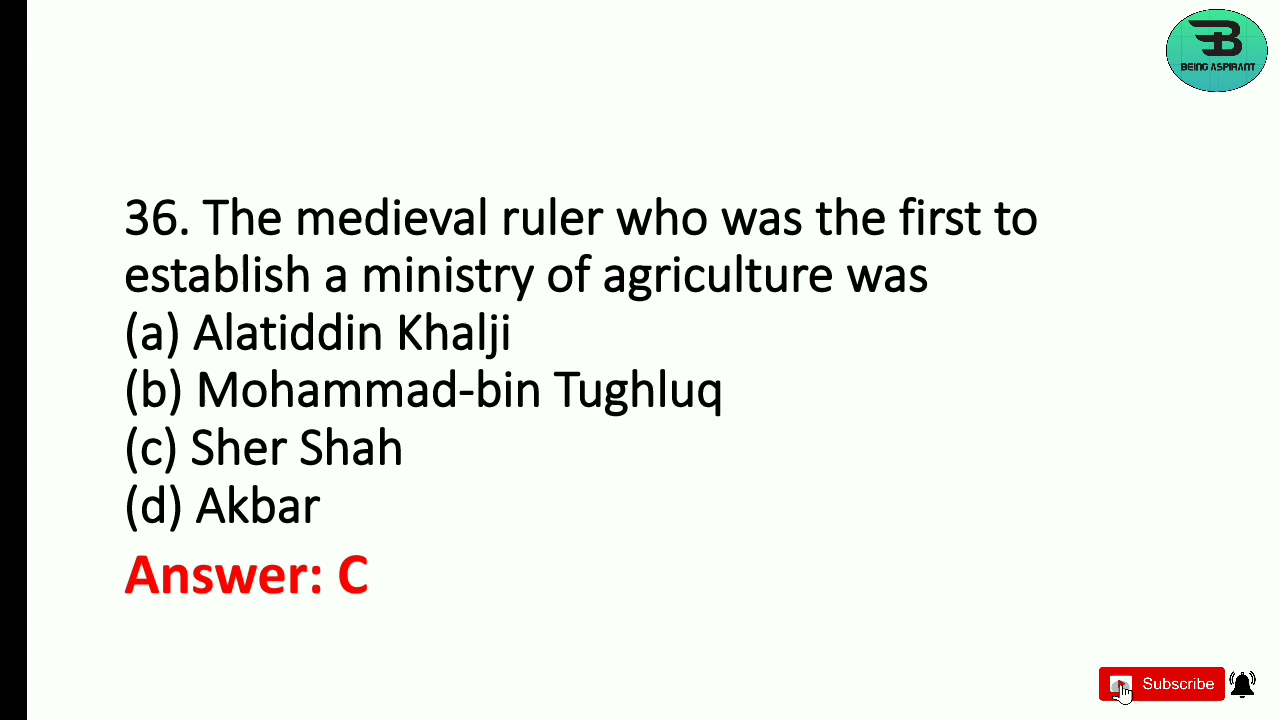 BEING ASPIRANT
36. The medieval ruler who was the first to
establish a ministry of agriculture was
(a) Alatiddin Khalji
(b) Mohammad-bin Tughluq
(c) Sher Shah
(d) Akbar
Answer: C
Subscribe